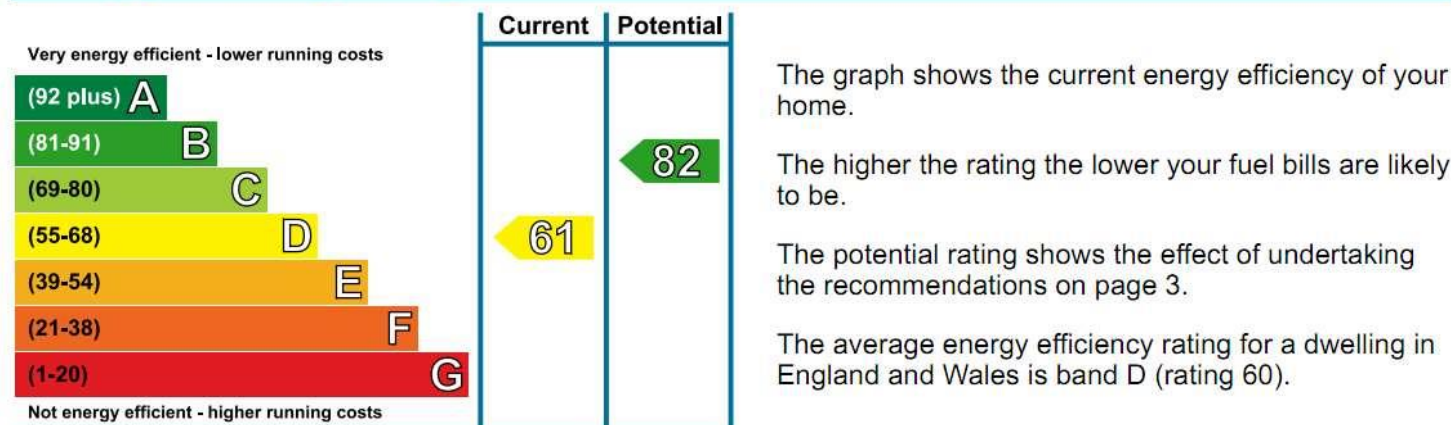 Current Potential
Very energy efficient - lower running costs
(92 plus) A
(81-91) B
82
(69-80) C
(55-68) D
61
(39-54) E
(21-38) F
(1-20) G
Not energy efficient - higher running costs
The graph shows the current energy efficiency of your
home.
The higher the rating the lower your fuel bills are likely
to be.
The potential rating shows the effect of undertaking
the recommendations on page 3.
The average energy efficiency rating for a dwelling in
England and Wales is band D (rating 60).